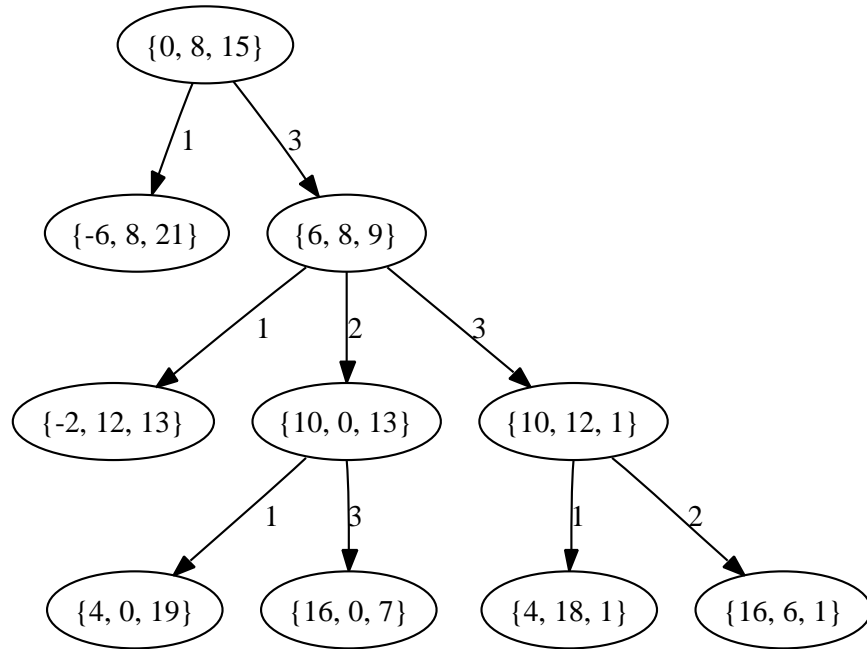 {0, 8, 15}
1
3
{-6, 8, 21}
{6, 8, 9}
1
2
3
{-2, 12, 13}
{10, 0, 13}
{10, 12, 1}
1
3
1
2
{4, 0, 19}
{16, 0, 7}
{4, 18, 1}
{16, 6, 1}